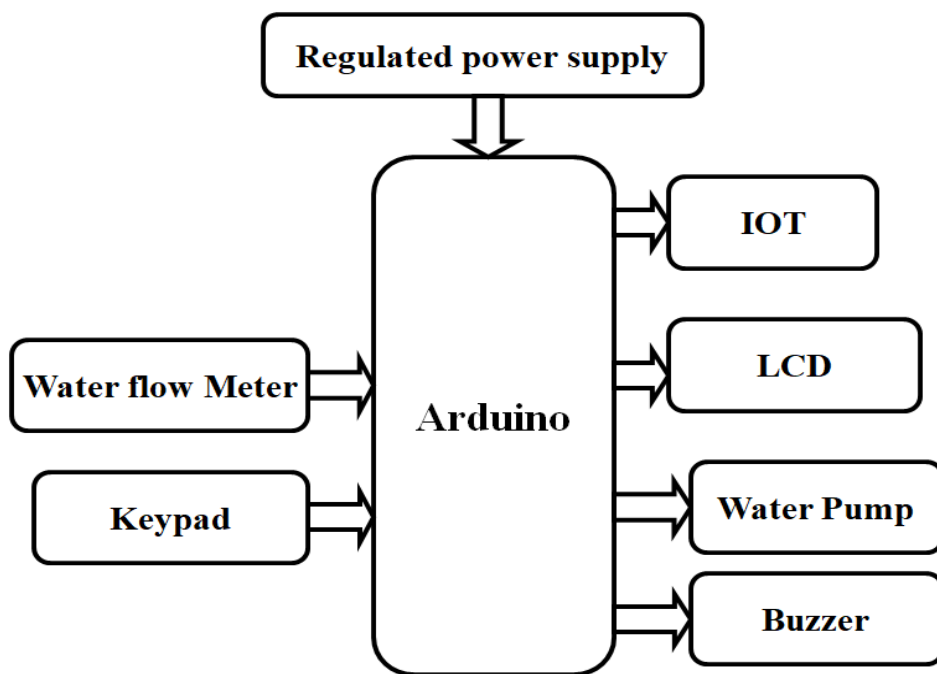 Regulated power supply
IOT
Water flow Meter
LCD
Arduino
Keypad
Water Pump
Buzzer